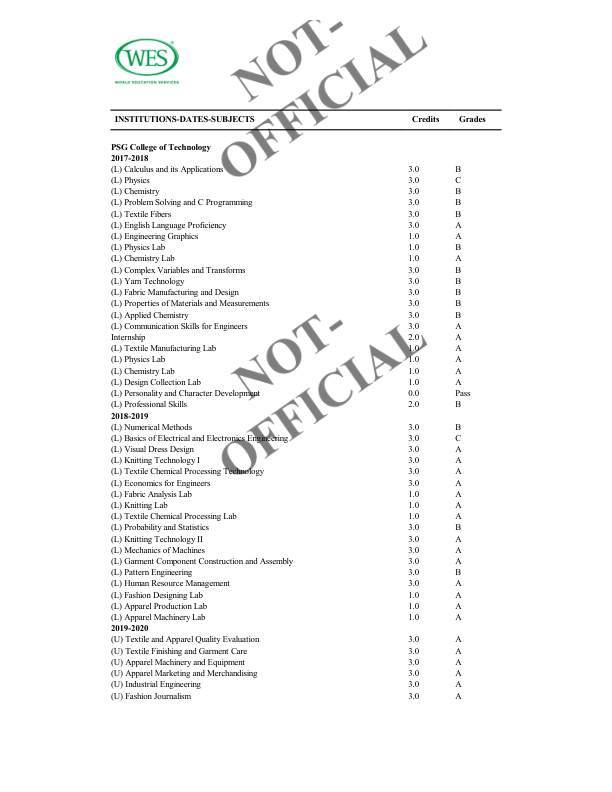 WES
WORLD EDUCATION SERVICES
NOT-
OFFICIAL
INSTITUTIONS-DATES-SUBJECTS Credits Grades
PSG College of Technology
2017-2018
(L) Calculus and its Applications 3.0 B
(L) Physics 3.0 C
(L) Chemistry 3.0 B
(L) Problem Solving and C Programming 3.0 B
(L) Textile Fibers 3.0 B
(L) English Language Proficiency 3.0 A
(L) Engineering Graphics 1.0 A
(L) Physics Lab 1.0 B
(L) Chemistry Lab 1.0 A
(L) Complex Variables and Transforms 3.0 B
(L) Yarn Technology 3.0 B
(L) Fabric Manufacturing and Design 3.0 B
(L) Properties of Materials and Measurements 3.0 B
(L) Applied Chemistry 3.0 B
(L) Communication Skills for Engineers 3.0 A
Internship 2.0 A
(L) Textile Manufacturing Lab 1.0 A
(L) Physics Lab 1.0 A
(L) Chemistry Lab 1.0 A
(L) Design Collection Lab 1.0 A
(L) Personality and Character Development 0.0 Pass
(L) Professional Skills 2.0 B
NOT-
OFFICIAL
2018-2019
(L) Numerical Methods 3.0 B
(L) Basics of Electrical and Electronics Engineering 3.0 C
(L) Visual Dress Design 3.0 A
(L) Knitting Technology I 3.0 A
(L) Textile Chemical Processing Technology 3.0 A
(L) Economics for Engineers 3.0 A
(L) Fabric Analysis Lab 1.0 A
(L) Knitting Lab 1.0 A
(L) Textile Chemical Processing Lab 1.0 A
(L) Probability and Statistics 3.0 B
(L) Knitting Technology II 3.0 A
(L) Mechanics of Machines 3.0 A
(L) Garment Component Construction and Assembly 3.0 A
(L) Pattern Engineering 3.0 B
(L) Human Resource Management 3.0 A
(L) Fashion Designing Lab 1.0 A
(L) Apparel Production Lab 1.0 A
(L) Apparel Machinery Lab 1.0 A
2019-2020
(U) Textile and Apparel Quality Evaluation 3.0 A
(U) Textile Finishing and Garment Care 3.0 A
(U) Apparel Machinery and Equipment 3.0 A
(U) Apparel Marketing and Merchandising 3.0 A
(U) Industrial Engineering 3.0 A
(U) Fashion Journalism 3.0 A